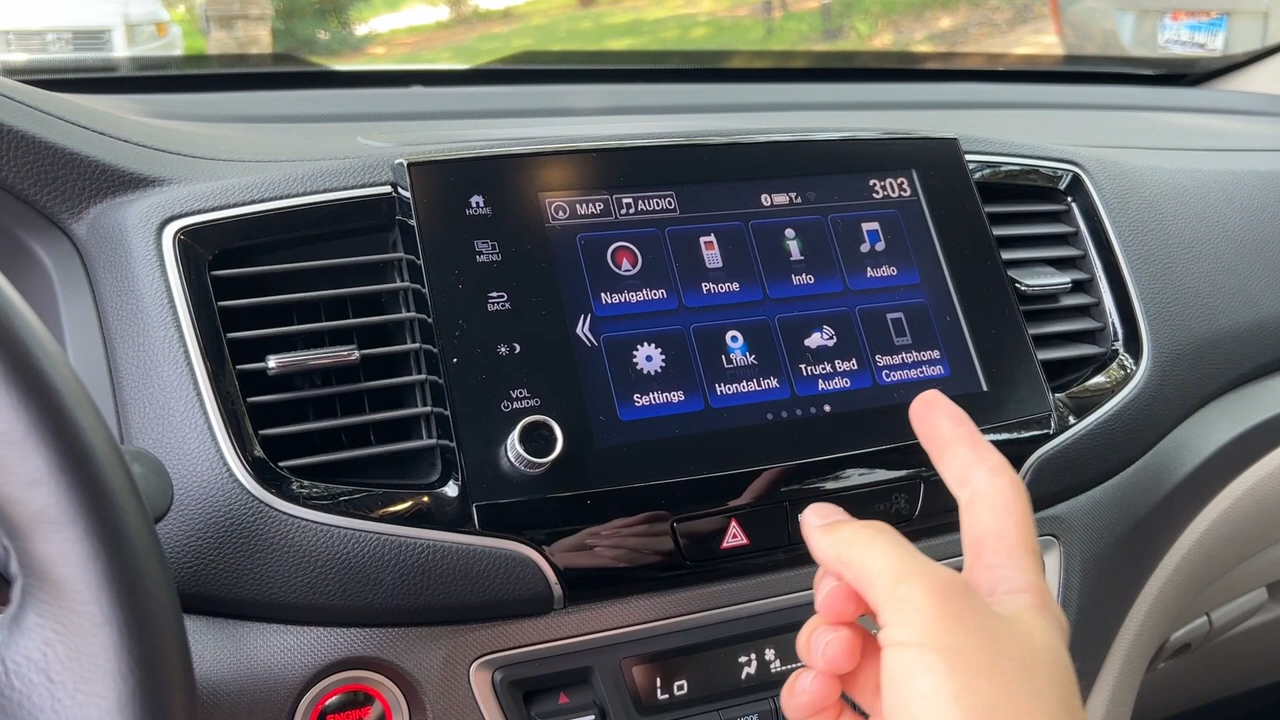 HOME
MENU
BACK
VOL
AUDIO
MAP
AUDIO
3:03
Navigation
Phone
Info
Audio
Settings
Link
HondaLink
Truck Bed
Audio
Smartphone
Connection
Lo
MODE
ENGINE